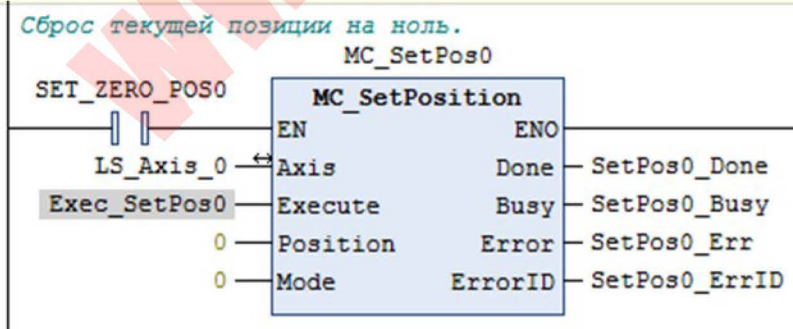 Сброс текущей позиции на ноль.
MC_SetPos0
SET_ZERO_POS0
MC_SetPosition
EN ENO
LS_Axis_0 Axis Done SetPos0_Done
Exec_SetPos0 Execute Busy SetPos0_Busy
0 Position Error SetPos0_Err
0 Mode ErrorID SetPos0_ErrID